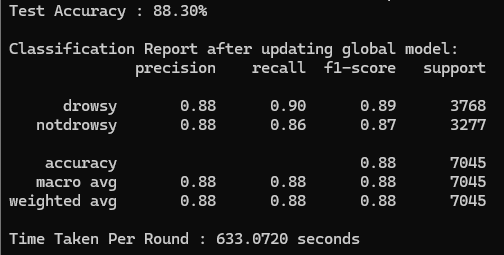 Test Accuracy : 88.30%
Classification Report after updating global model:
precision recall f1-score support
drowsy 0.88 0.90 0.89 3768
notdrowsy 0.88 0.86 0.87 3277
accuracy 0.88 7045
macro avg 0.88 0.88 0.88 7045
weighted avg 0.88 0.88 0.88 7045
Time Taken Per Round : 633.0720 seconds